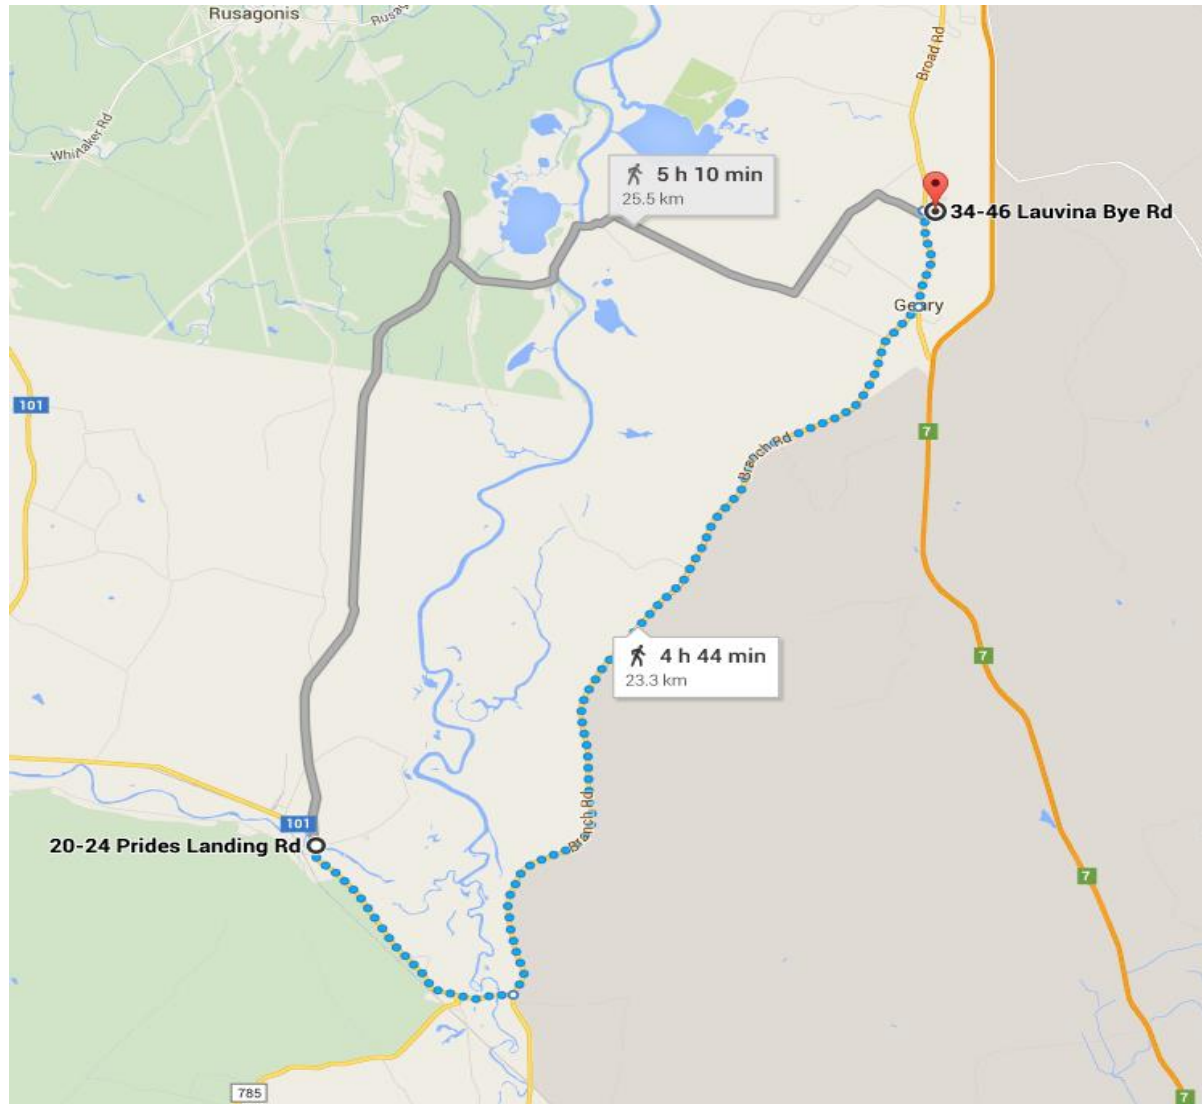 Rusagonis
Rusag
Broad Rd
Whittaker Rd
5 h 10 min
25.5 km
34-46 Lauvina Bye Rd
Geary
101
7
Branch Rd
4 h 44 min
23.3 km
7
Branch Rd
101
20-24 Prides Landing Rd
7
785
7